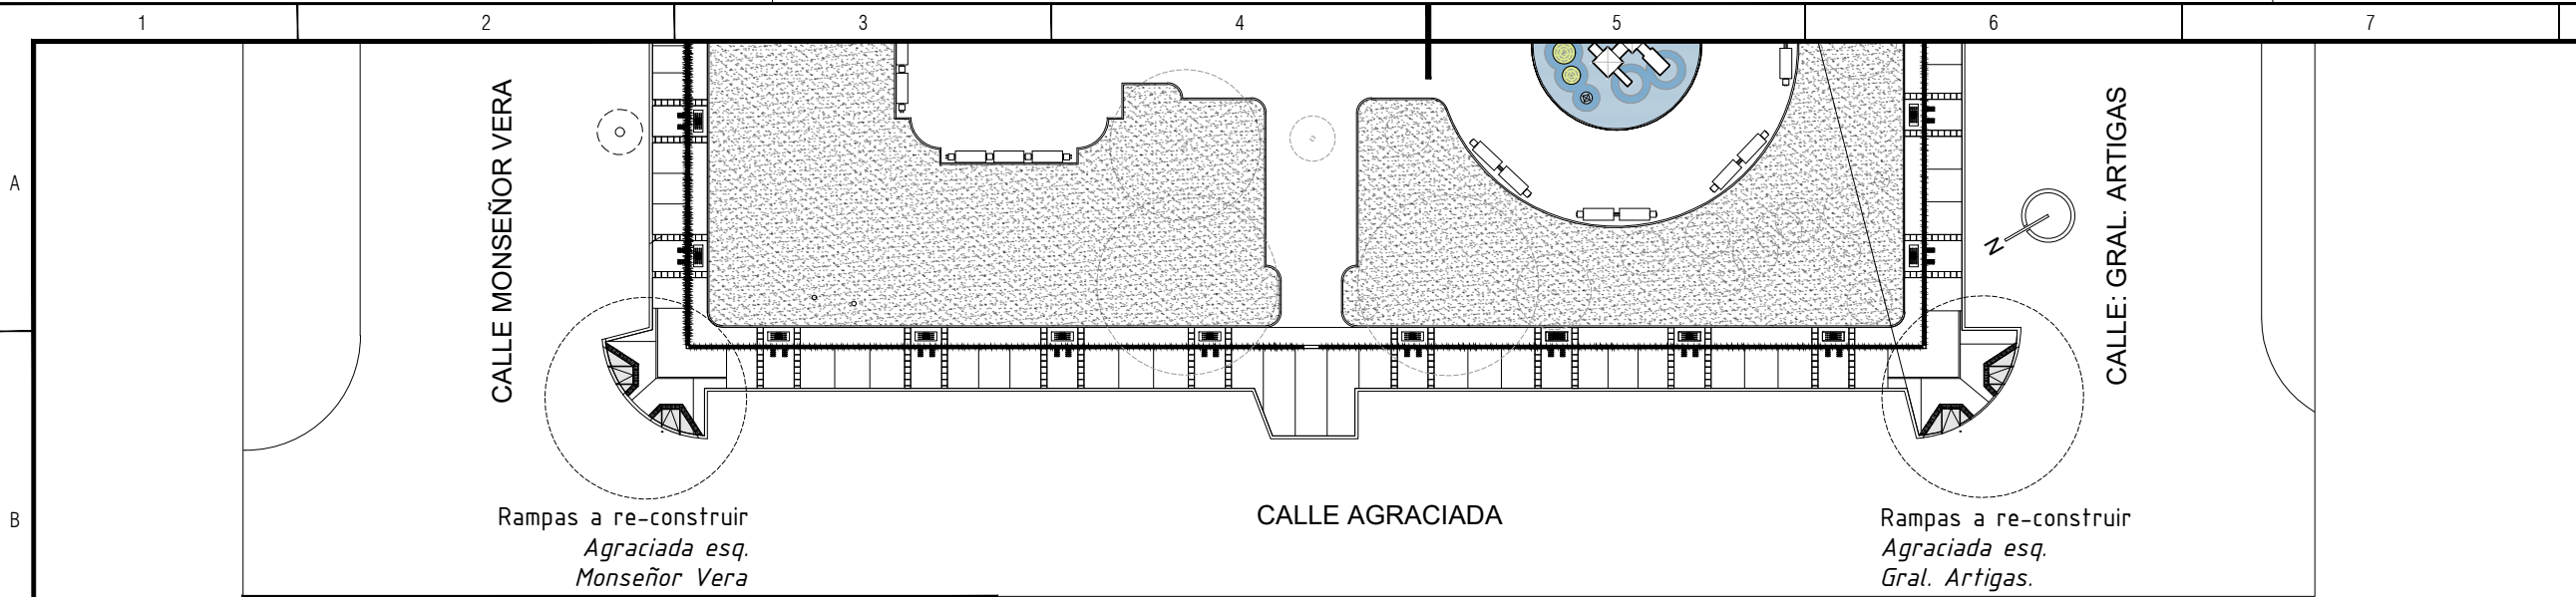 1
2
3
4
5
6
7
A
B
CALLE MONSEÑOR VERA
CALLE: GRAL. ARTIGAS
N
CALLE AGRACIADA
Rampas a re-construir
Agraciada esq.
Monseñor Vera
Rampas a re-construir
Agraciada esq.
Gral. Artigas.